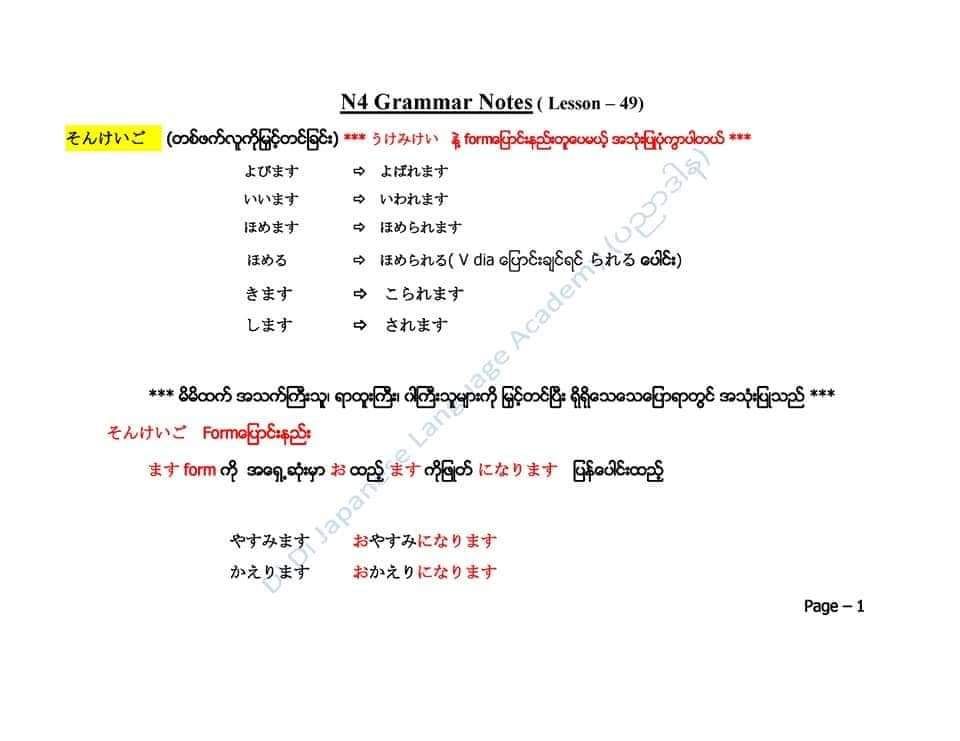 N4 Grammar Notes ( Lesson – 49)
そんけいご (တစ်ဖက်လူကိုမြှင့်တင်ခြင်း) *** うけみけい နဲ့ formပြောင်းနည်းတူပေမယ့် အသုံးပြုပုံကွာပါတယ် ***
よびます ⇨ よばれます
いいます ⇨ いわれます
ほめます ⇨ ほめられます
ほめる ⇨ ほめられる( V dia ပြောင်းချင်ရင် られる ပေါင်း)
きます ⇨ こられます
します ⇨ されます
*** မိမိထက် အသက်ကြီးသူ၊ ရာထူးကြီး၊ ဝါကြီးသူများကို မြှင့်တင်ပြီး ရိုရိုသေသေပြောရာတွင် အသုံးပြုသည် ***
そんけいご Formပြောင်းနည်း
ます form ကို အရှေ့ဆုံးမှာ お ထည့် ます ကိုဖြုတ် になります ပြန်ပေါင်းထည့်
やすみます おやすみになります
かえります おかえりになります
Page – 1
Di Di Japanese Language Academy (ပညာဒါန)